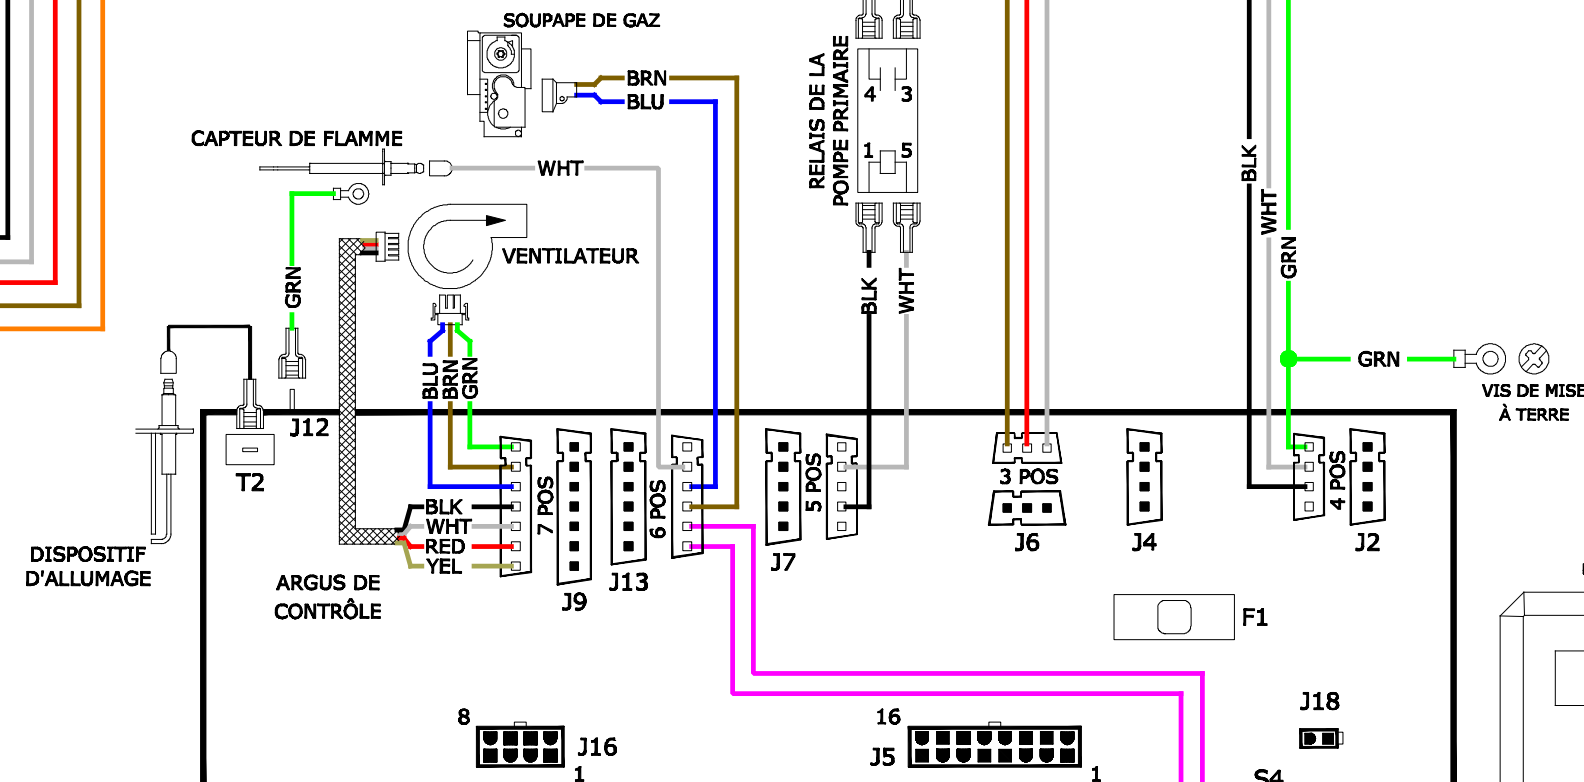 SOUPAPE DE GAZ
BRN
BLU
CAPTEUR DE FLAMME
WHT
RELAIS DE LA
POMPE PRIMAIRE
4 3
1 5
BLK
WHT
GRN
VENTILATEUR
GRN
BLK
WHT
BLU
BRN
GRN
GRN
VIS DE MISE
À TERRE
J12
T2
7 POS
6 POS
5 POS
3 POS
4 POS
BLK
WHT
RED
YEL
J9
J13
J7
J6
J4
J2
DISPOSITIF
D'ALLUMAGE
ARGUS DE
CONTRÔLE
F1
8
J16
1
16
J5
1
J18
S4